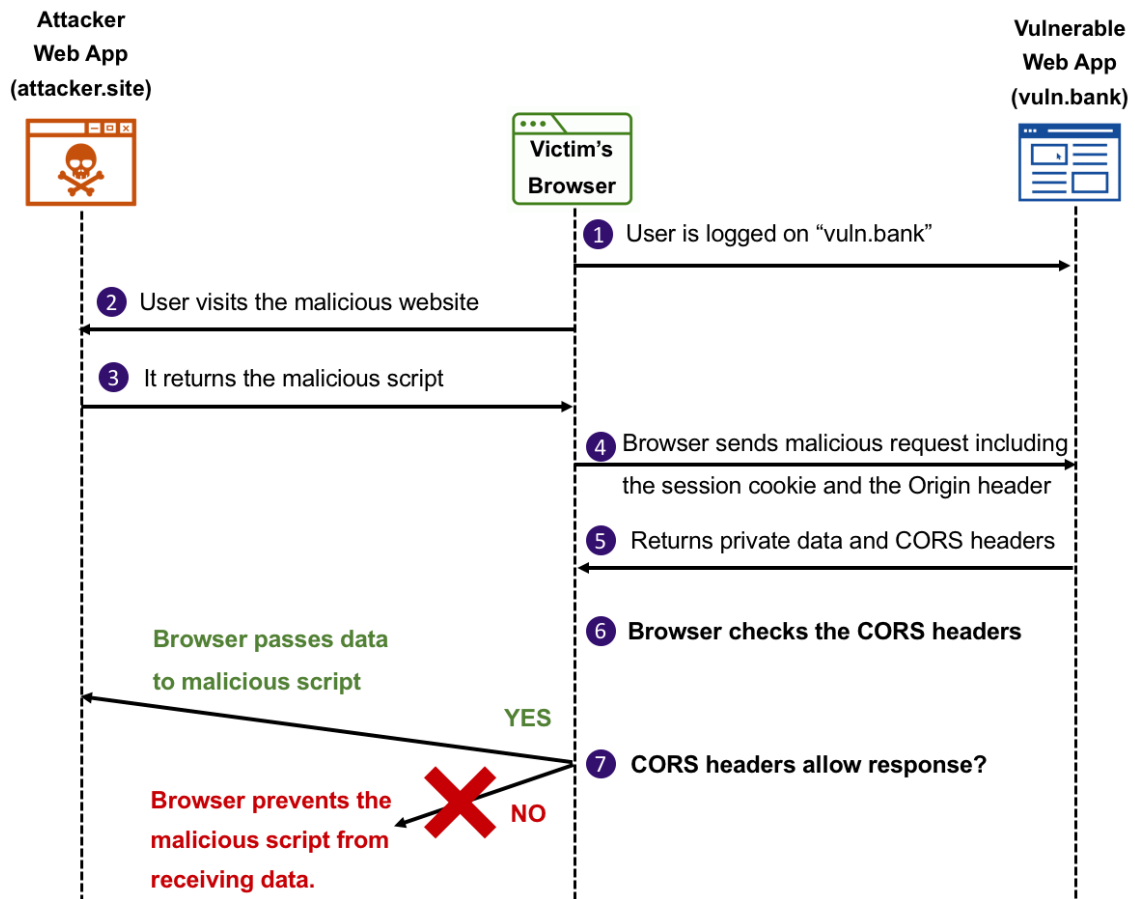 Attacker
Web App
(attacker.site)
Victim's
Browser
Vulnerable
Web App
(vuln.bank)
1 User is logged on “vuln.bank”
2 User visits the malicious website
3 It returns the malicious script
4 Browser sends malicious request including
the session cookie and the Origin header
5 Returns private data and CORS headers
6 Browser checks the CORS headers
Browser passes data
to malicious script
YES
7 CORS headers allow response?
NO
Browser prevents the
malicious script from
receiving data.